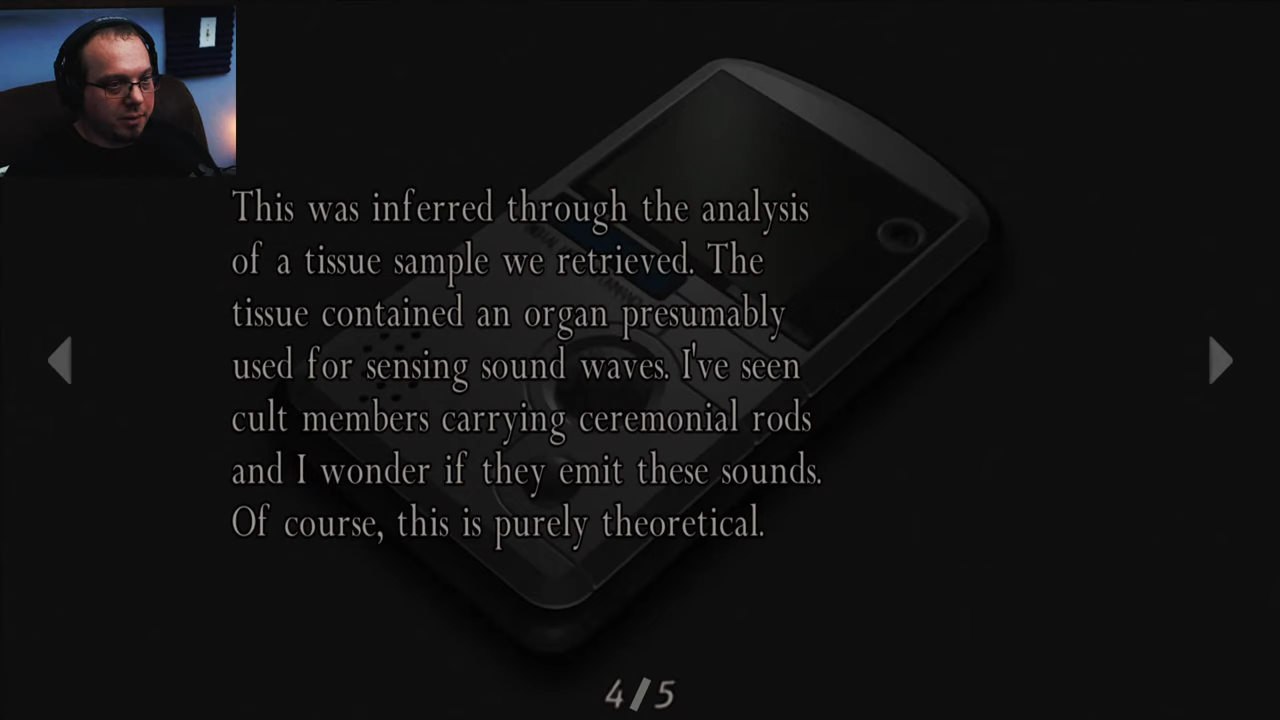 This was inferred through the analysis
of a tissue sample we retrieved. The
tissue contained an organ presumably
used for sensing sound waves. I've seen
cult members carrying ceremonial rods
and I wonder if they emit these sounds.
Of course, this is purely theoretical.
4/5